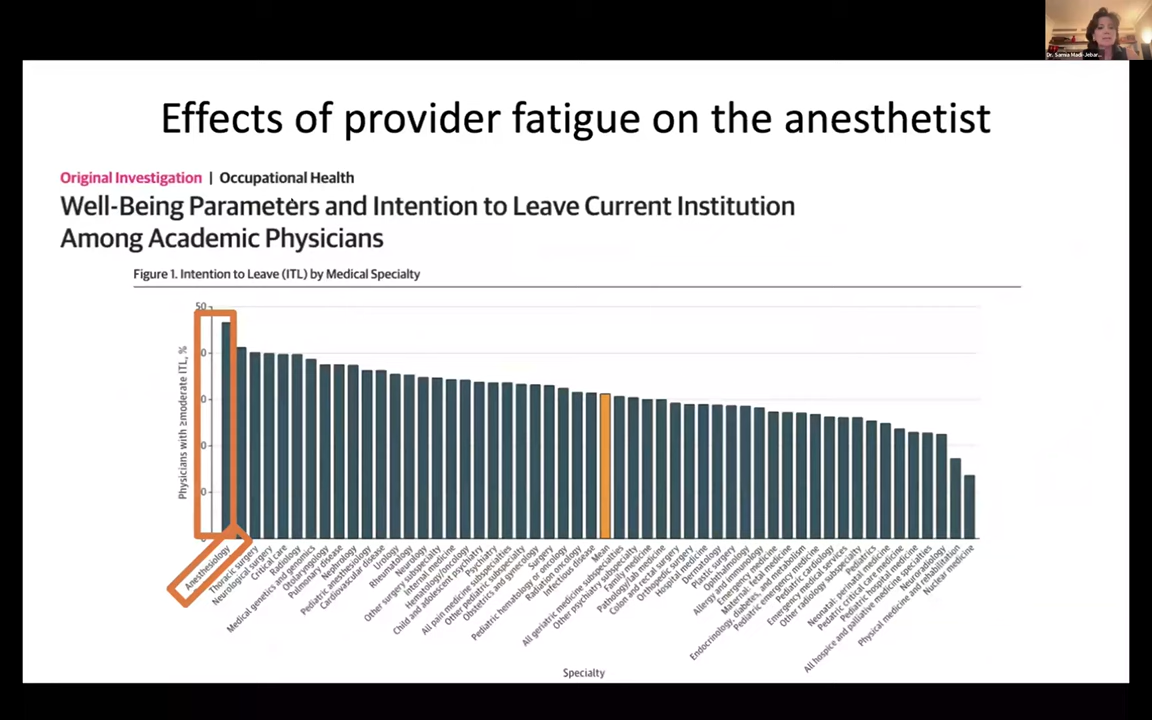 Dr. Samia Madi-Jebar...
Effects of provider fatigue on the anesthetist
Original Investigation | Occupational Health
Well-Being Parameters and Intention to Leave Current Institution
Among Academic Physicians
Figure 1. Intention to Leave (ITL) by Medical Specialty
50
Physicians with ≥moderate ITL, %
Anesthesiology
Thoracic surgery
Neurological surgery
Critical care
Radiology
Medical genetics and genomics
Otolaryngology
Pulmonary disease
Nephrology
Pediatric anesthesiology
Cardiovascular disease
Urology
Rheumatology
Neurology
Other surgery subspecialty
Internal medicine
Hematology/oncology
Child and adolescent psychiatry
Psychiatry
All pain medicine subspecialties
Other pediatric subspecialty
Obstetrics and gynecology
Surgery
Pediatric hematology or oncology
Radiation oncology
Infectious disease
Mean
All geriatric medicine subspecialties
Other psychiatry subspecialty
Family medicine
Pathology/lab medicine
Colon and rectal surgery
Orthopedic surgery
Hospital medicine
Dermatology
Plastic surgery
Ophthalmology
Allergy and immunology
Emergency medicine
Maternal: fetal medicine
Endocrinology, diabetes, and metabolism
Pediatric emergency medicine
Pediatric cardiology
Emergency medical services
Other radiology subspecialty
Pediatrics
Neonatal: perinatal medicine
Pediatric critical care medicine
Pediatric hospital medicine
All hospice and palliative medicine specialties
Neuroradiology
Physical medicine and rehabilitation
Nuclear medicine
Specialty